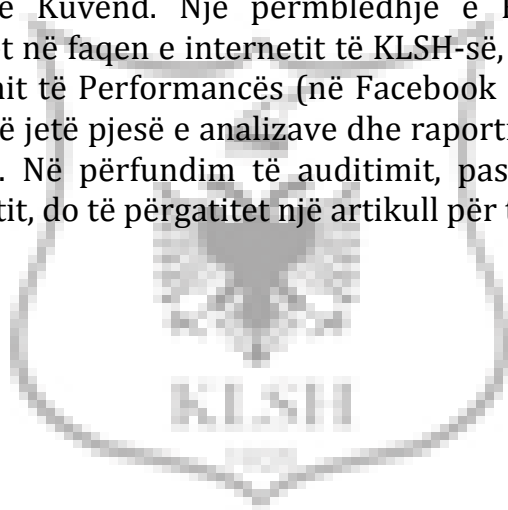 e Kuvend. Një përmbledhje e
t në faqen e internetit të KLSH-së,
it të Performancës (në Facebook
ë jetë pjesë e analizave dhe raporti
. Në përfundim të auditimit, pas
tit, do të përgatitet një artikull për
KLSH